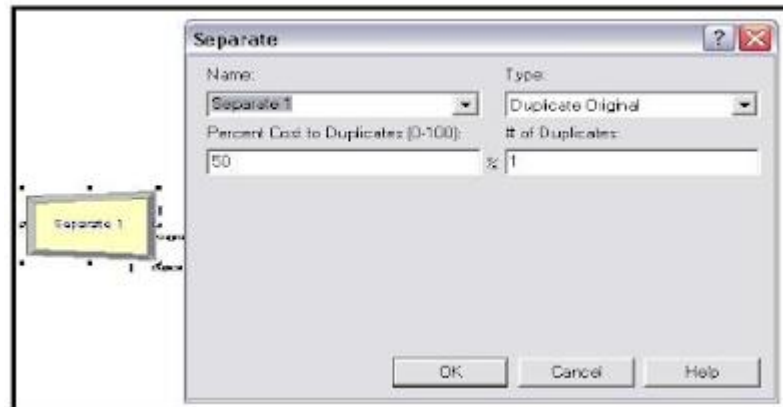 Separate
Name:
Type:
Separate 1
Duplicate Original
Percent Cost to Duplicates (0-100):
# of Duplicates:
50
%
1
Separate 1
OK
Cancel
Help